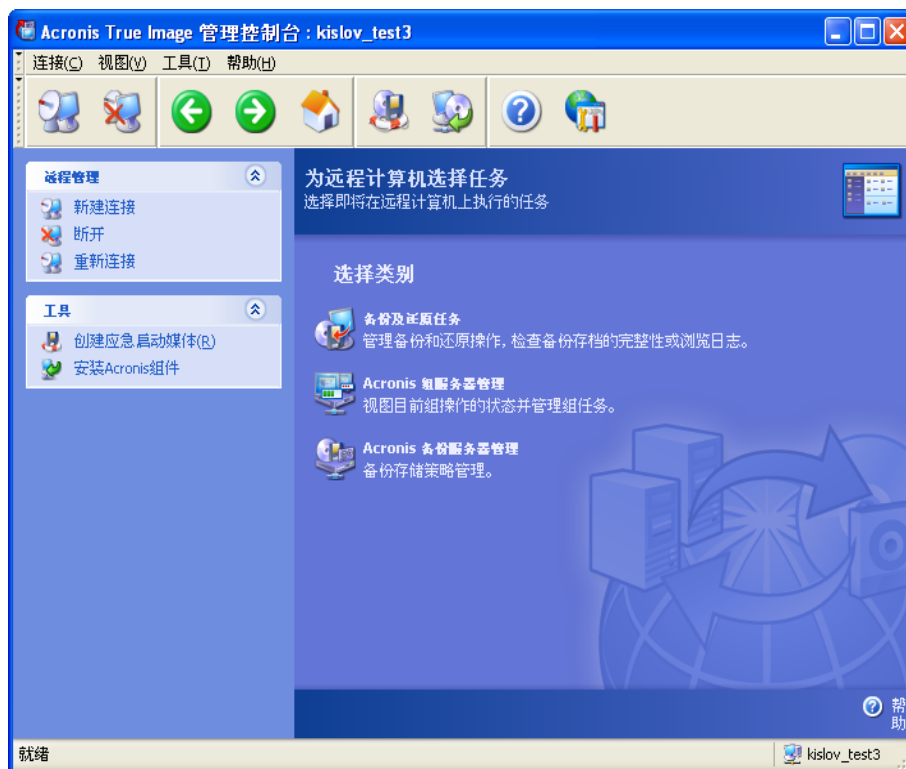 Acronis True Image 管理控制台 : kislov_test3
连接(C) 视图(V) 工具(T) 帮助(H)
远程管理
新建连接
断开
重新连接
工具
创建应急启动媒体(R)
安装Acronis组件
为远程计算机选择任务
选择即将在远程计算机上执行的任务
选择类别
备份及还原任务
管理备份和还原操作, 检查备份存档的完整性或浏览日志。
Acronis 组服务器管理
视图目前组操作的状态并管理组任务。
Acronis 备份服务器管理
备份存储策略管理。
帮
助
就绪
kislov_test3